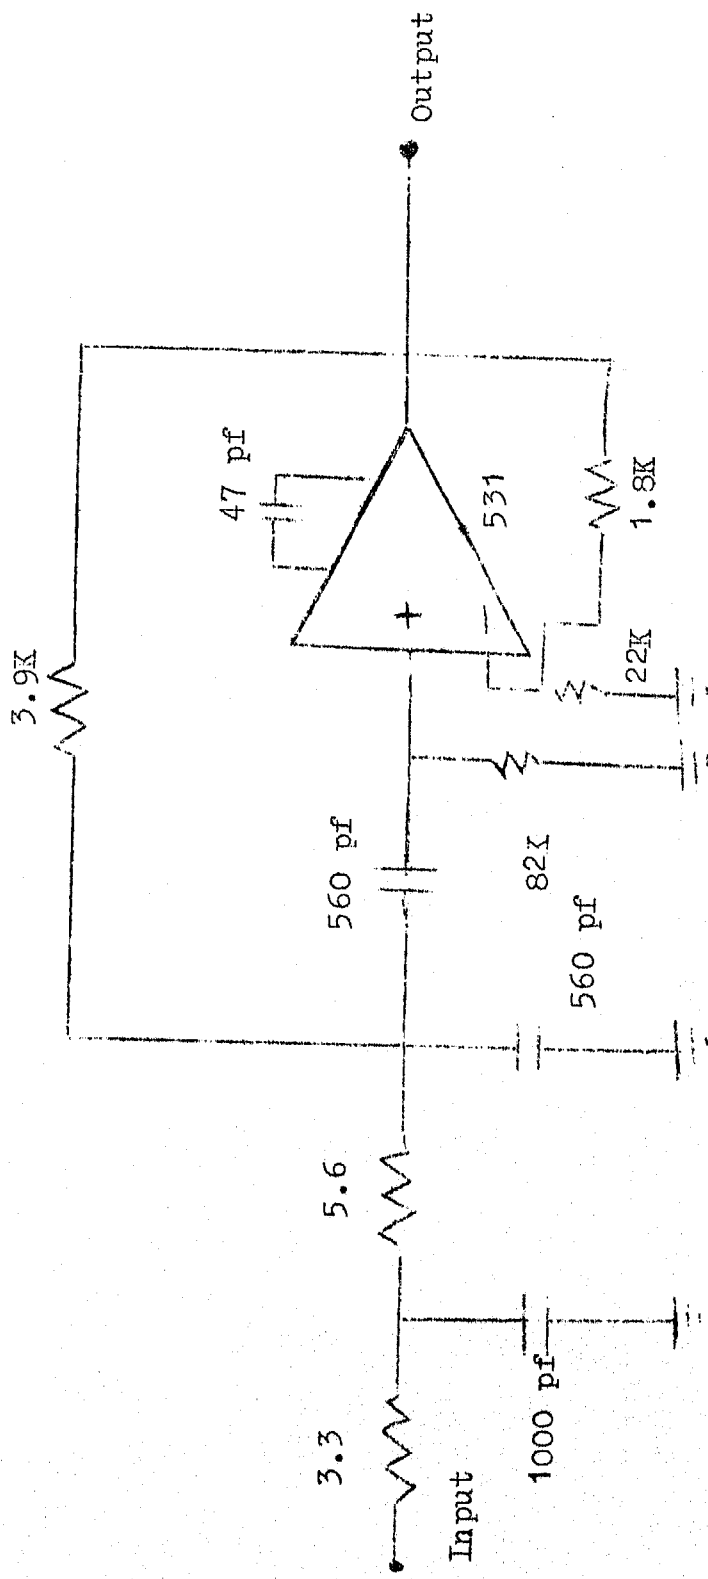 3.9K
47 pf
Output
560 pf
531
1.8K
22K
82K
560 pf
5.6
3.3
Input
1000 pf